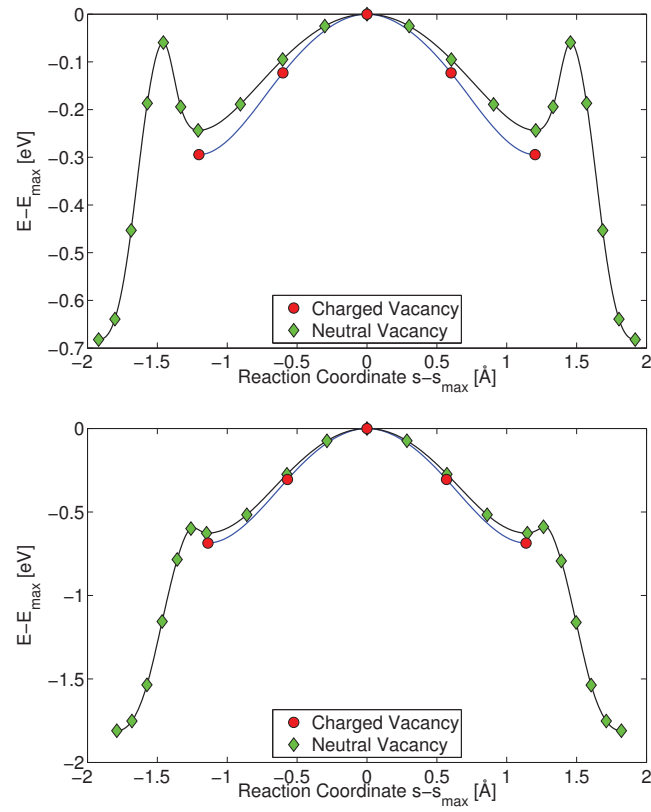 0
−0.1
−0.2
−0.3
−0.4
−0.5
−0.6
−0.7
E−E_max [eV]
Charged Vacancy
Neutral Vacancy
−2 −1.5 −1 −0.5 0 0.5 1 1.5 2
Reaction Coordinate s−s_max [Å]
0
−0.5
−1
−1.5
−2
E−E_max [eV]
Charged Vacancy
Neutral Vacancy
−2 −1.5 −1 −0.5 0 0.5 1 1.5 2
Reaction Coordinate s−s_max [Å]